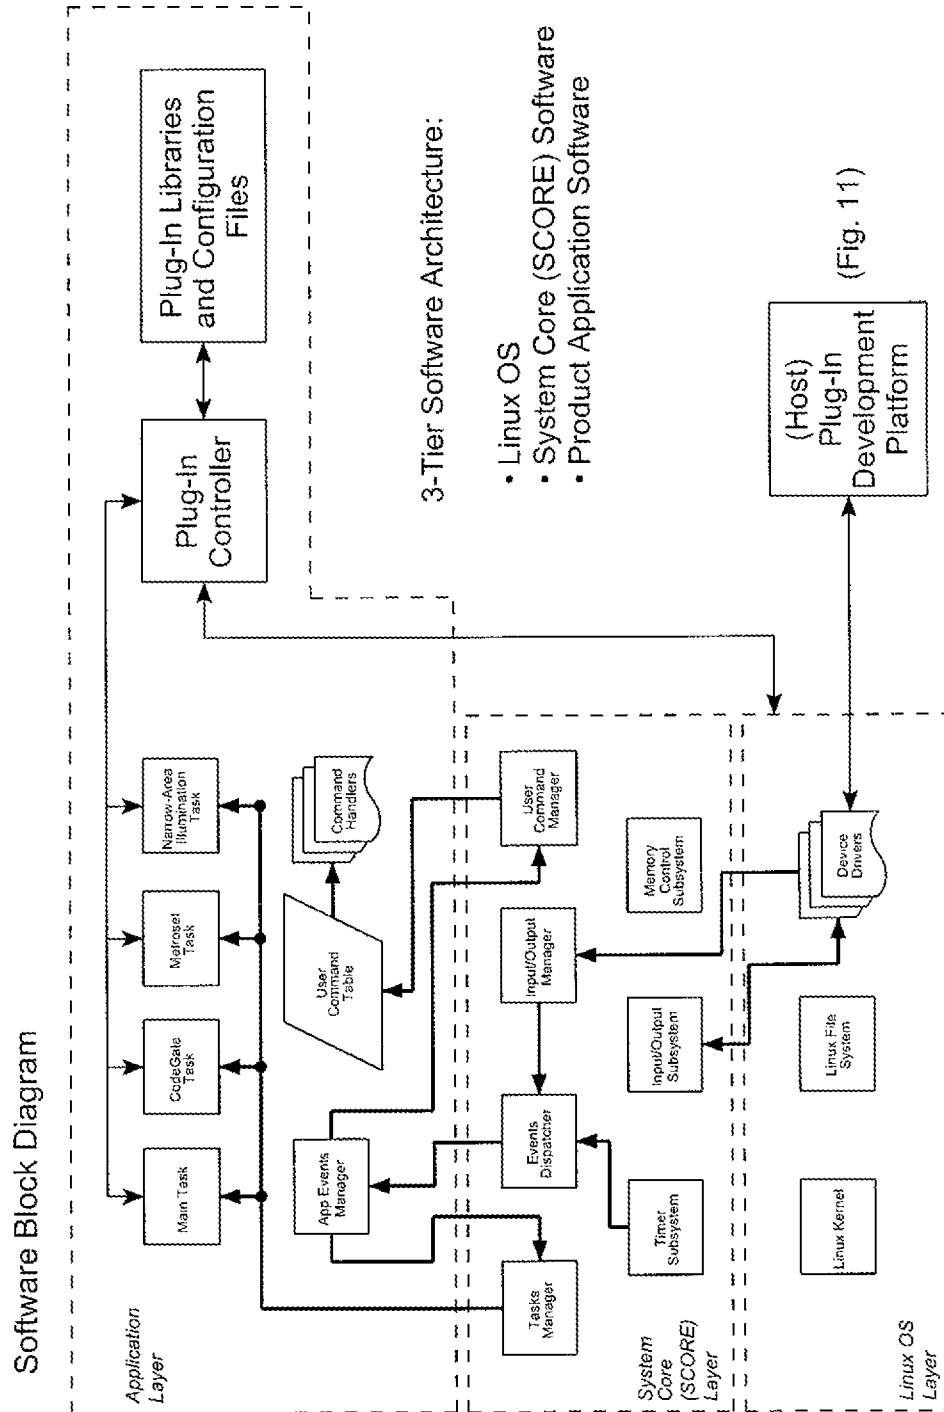 Software Block Diagram
Application
Layer
Main Task
CodeGate
Task
Metroset
Task
Narrow-Area
Illumination
Task
Plug-In
Controller
Plug-In Libraries
and Configuration
Files
App Events
Manager
User
Command
Table
Command
Handlers
3-Tier Software Architecture:
• Linux OS
• System Core (SCORE) Software
• Product Application Software
Tasks
Manager
Events
Dispatcher
Input/Output
Manager
User
Command
Manager
System
Core
(SCORE)
Layer
Timer
Subsystem
Input/Output
Subsystem
Memory
Control
Subsystem
Linux OS
Layer
Linux Kernel
Linux File
System
Device
Drivers
(Host)
Plug-In
Development
Platform
(Fig. 11)